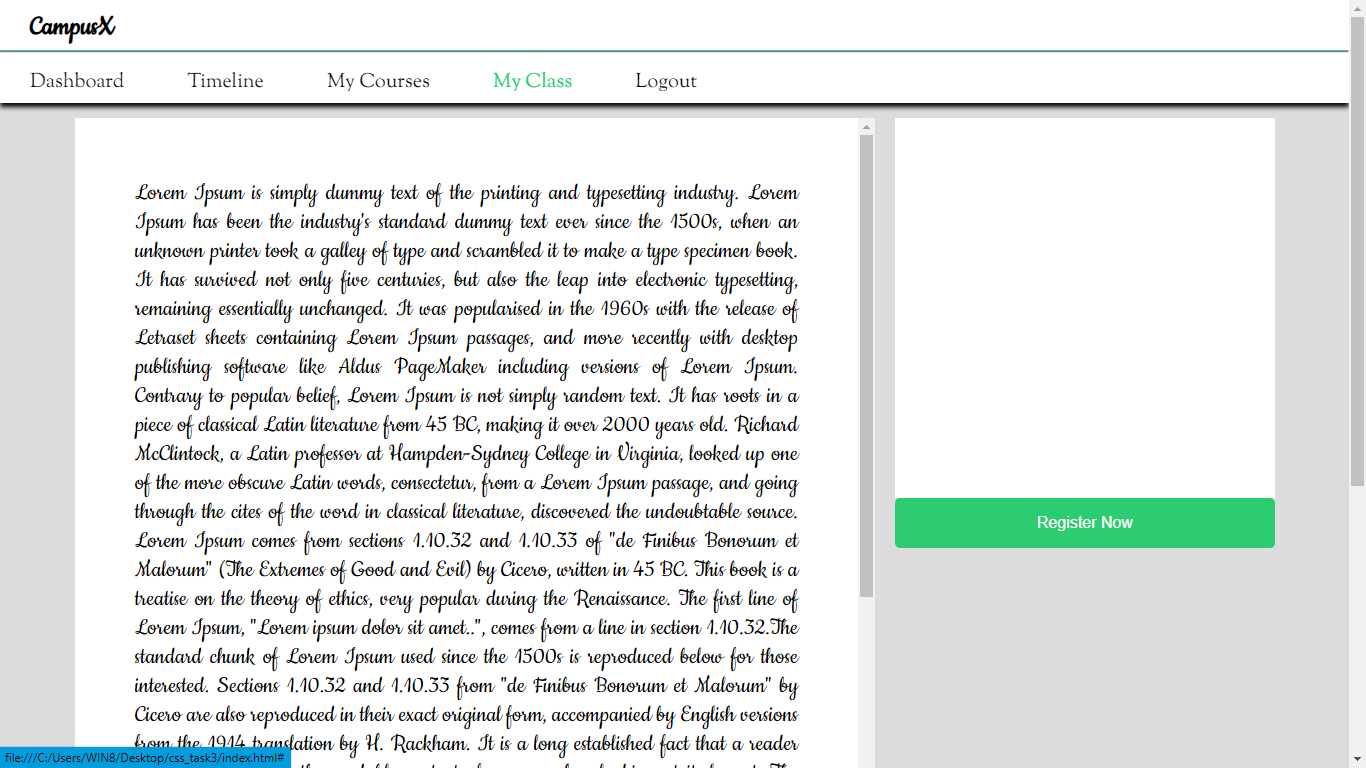 CampusX
Dashboard Timeline My Courses My Class Logout
Lorem Ipsum is simply dummy text of the printing and typesetting industry. Lorem
Ipsum has been the industry's standard dummy text ever since the 1500s, when an
unknown printer took a galley of type and scrambled it to make a type specimen book.
It has survived not only five centuries, but also the leap into electronic typesetting,
remaining essentially unchanged. It was popularised in the 1960s with the release of
Letraset sheets containing Lorem Ipsum passages, and more recently with desktop
publishing software like Aldus PageMaker including versions of Lorem Ipsum.
Contrary to popular belief, Lorem Ipsum is not simply random text. It has roots in a
piece of classical Latin literature from 45 BC, making it over 2000 years old. Richard
McClintock, a Latin professor at Hampden-Sydney College in Virginia, looked up one
of the more obscure Latin words, consectetur, from a Lorem Ipsum passage, and going
through the cites of the word in classical literature, discovered the undoubtable source.
Lorem Ipsum comes from sections 1.10.32 and 1.10.33 of "de Finibus Bonorum et
Malorum" (The Extremes of Good and Evil) by Cicero, written in 45 BC. This book is a
treatise on the theory of ethics, very popular during the Renaissance. The first line of
Lorem Ipsum, "Lorem ipsum dolor sit amet..", comes from a line in section 1.10.32.The
standard chunk of Lorem Ipsum used since the 1500s is reproduced below for those
interested. Sections 1.10.32 and 1.10.33 from "de Finibus Bonorum et Malorum" by
Cicero are also reproduced in their exact original form, accompanied by English versions
from the 1914 translation by H. Rackham. It is a long established fact that a reader
Register Now
file:///C:/Users/WIN8/Desktop/css_task3/index.html#